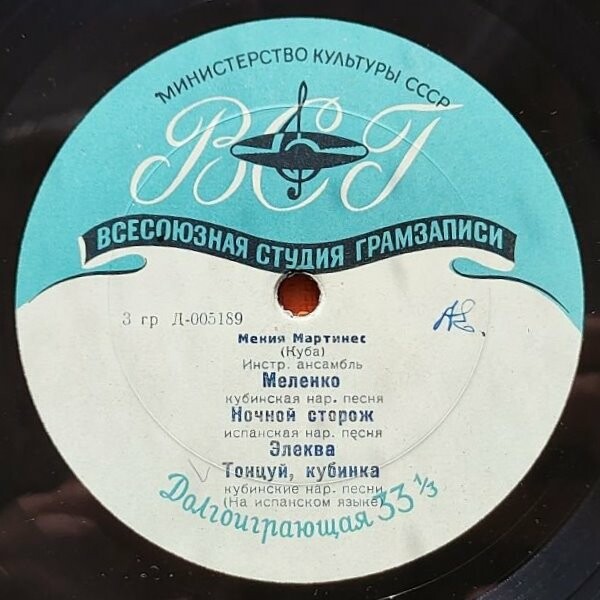 МИНИСТЕРСТВО КУЛЬТУРЫ СССР
ВСГ
ВСЕСОЮЗНАЯ СТУДИЯ ГРАМЗАПИСИ
3 гр Д-005189
Мения Мартинес
(Куба)
Инстр. ансамбль
Меленко
кубинская нар. песня
Ночной сторож
испанская нар. песня
Элеква
Тонцуй, кубинка
кубинские нар. песни
(На испанском языке)
Долгоиграющая 33 1/3